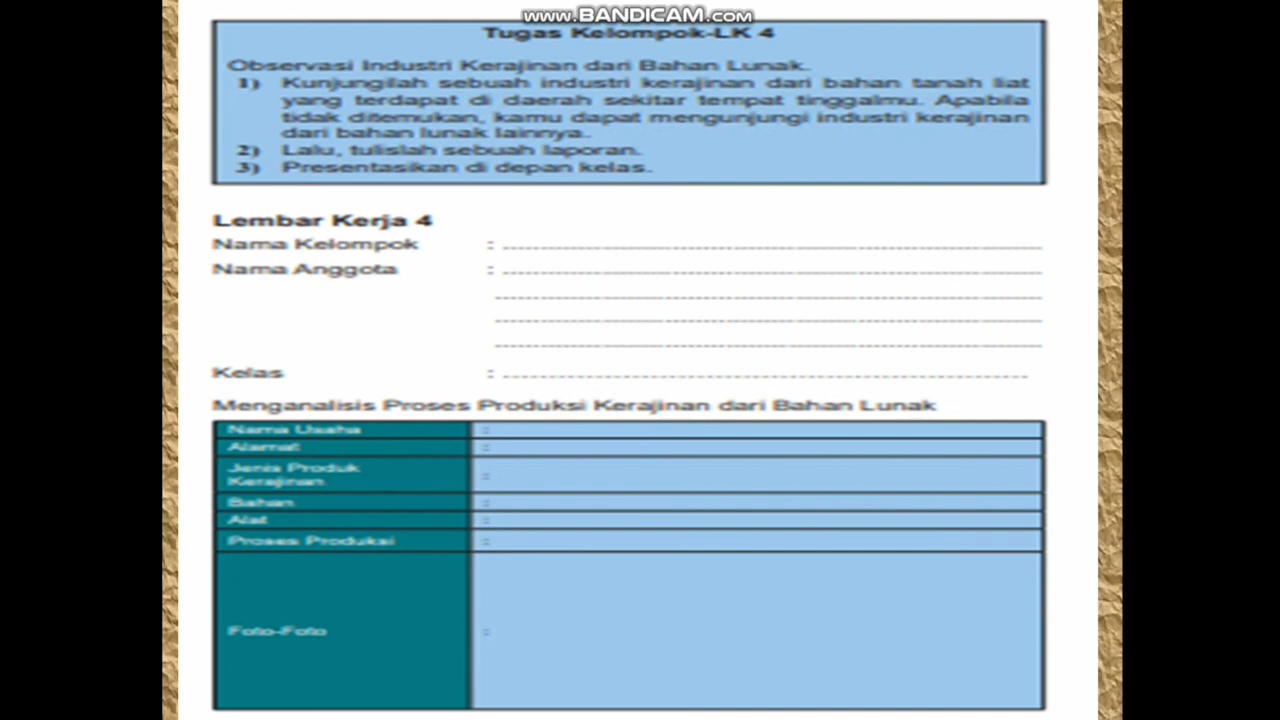 www.BANDICAM.com
Tugas Kelompok-LK 4
Observasi Industri Kerajinan dari Bahan Lunak.
1) Kunjungilah sebuah industri kerajinan dari bahan tanah liat
yang terdapat di daerah sekitar tempat tinggalmu. Apabila
tidak ditemukan, kamu dapat mengunjungi industri kerajinan
dari bahan lunak lainnya.
2) Lalu, tulislah sebuah laporan.
3) Presentasikan di depan kelas.
Lembar Kerja 4
Nama Kelompok :
Nama Anggota :
Kelas :
Menganalisis Proses Produksi Kerajinan dari Bahan Lunak
Nama Usaha :
Alamat :
Jenis Produk
Kerajinan :
Bahan :
Alat :
Proses Produksi :
Foto-Foto :